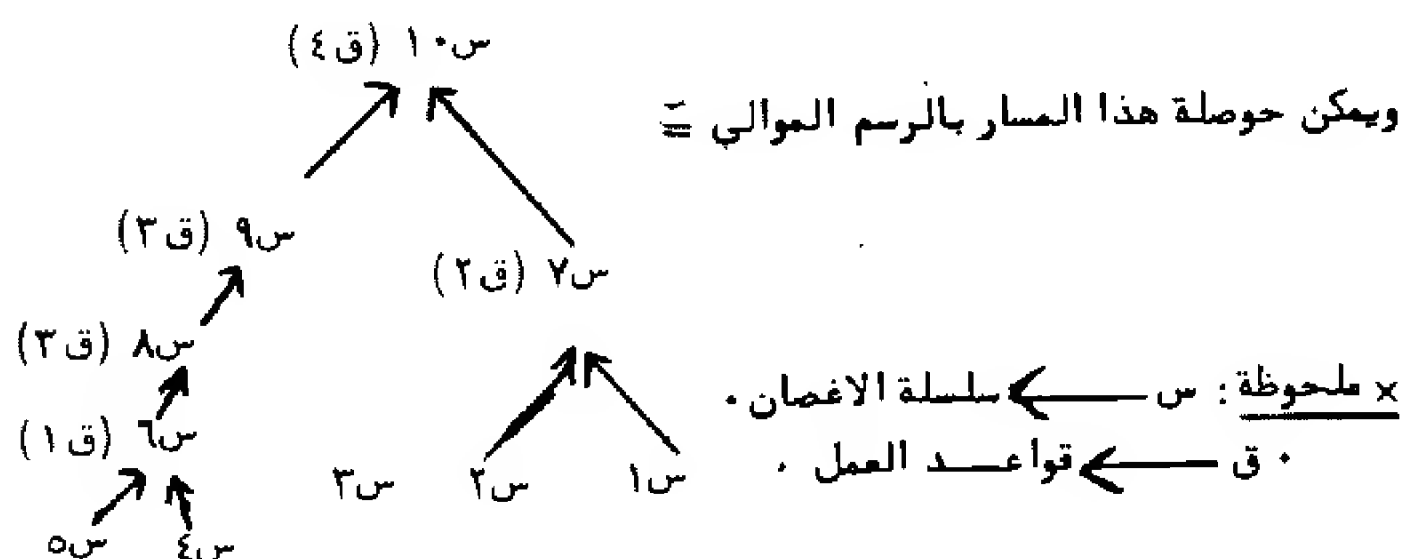 س١٠ (ق٤)
ويمكن حوصلة هذا المسار بالرسم الموالي =
س٩ (ق٣)
س٧ (ق٢)
س٨ (ق٣)
× ملحوظة : س ← سلسلة الاغصان .
س٦ (ق١)
· ق ← قواعد العمل .
س١ س٢ س٣
س٤ س٥